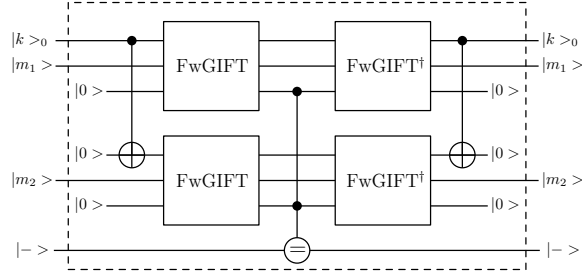 |k >₀ FwGIFT FwGIFT† |k >₀
|m₁ > |m₁ >
|0 > |0 >
|0 > |0 >
|m₂ > FwGIFT FwGIFT† |m₂ >
|0 > |0 >
|− > = |− >